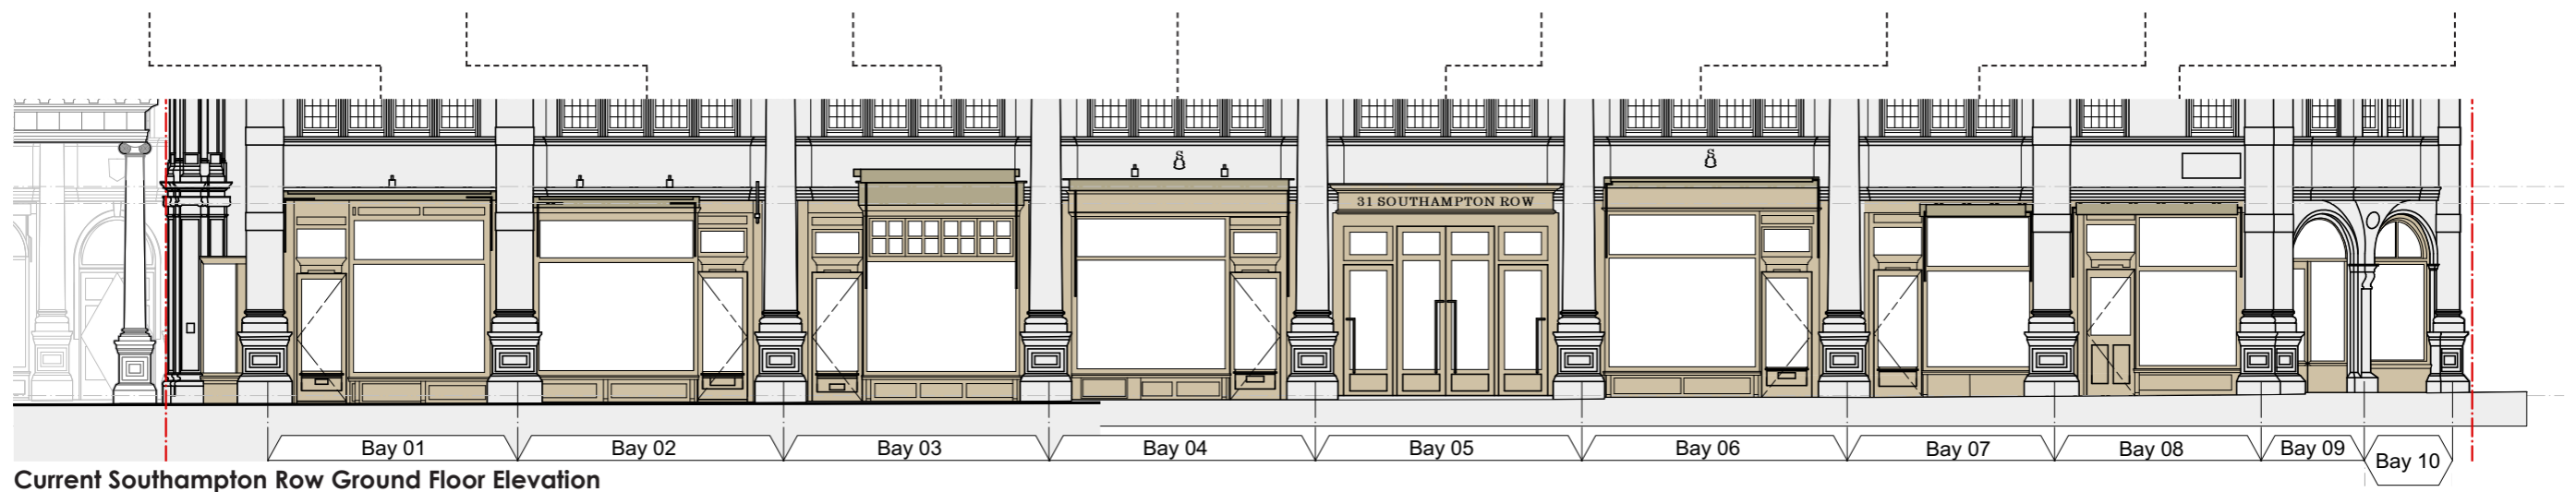 31 SOUTHAMPTON ROW
Bay 01
Bay 02
Bay 03
Bay 04
Bay 05
Bay 06
Bay 07
Bay 08
Bay 09
Bay 10
Current Southampton Row Ground Floor Elevation